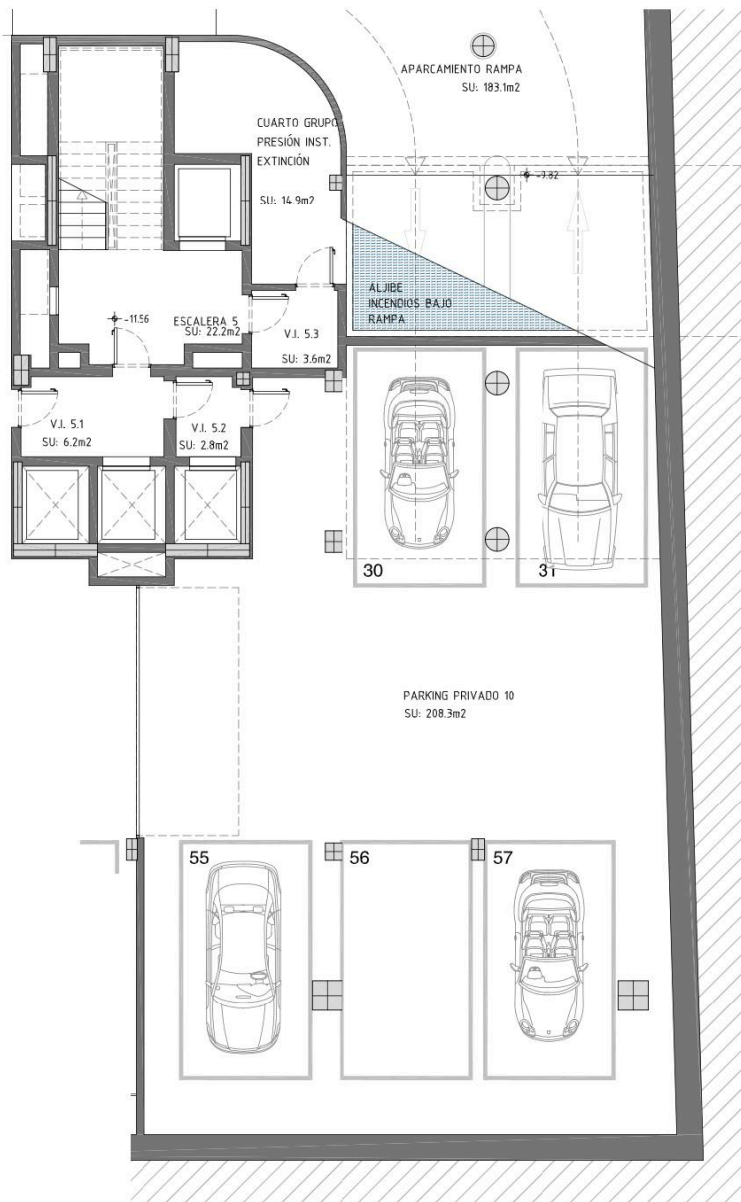 APARCAMIENTO RAMPA
SU: 183.1m2
CUARTO GRUPO
PRESIÓN INST.
EXTINCIÓN
SU: 14.9m2
-9.82
ALJIBE
INCENDIOS BAJO
RAMPA
-11.56
ESCALERA 5
SU: 22.2m2
V.I. 5.3
SU: 3.6m2
V.I. 5.1
SU: 6.2m2
V.I. 5.2
SU: 2.8m2
30
31
PARKING PRIVADO 10
SU: 208.3m2
55
56
57